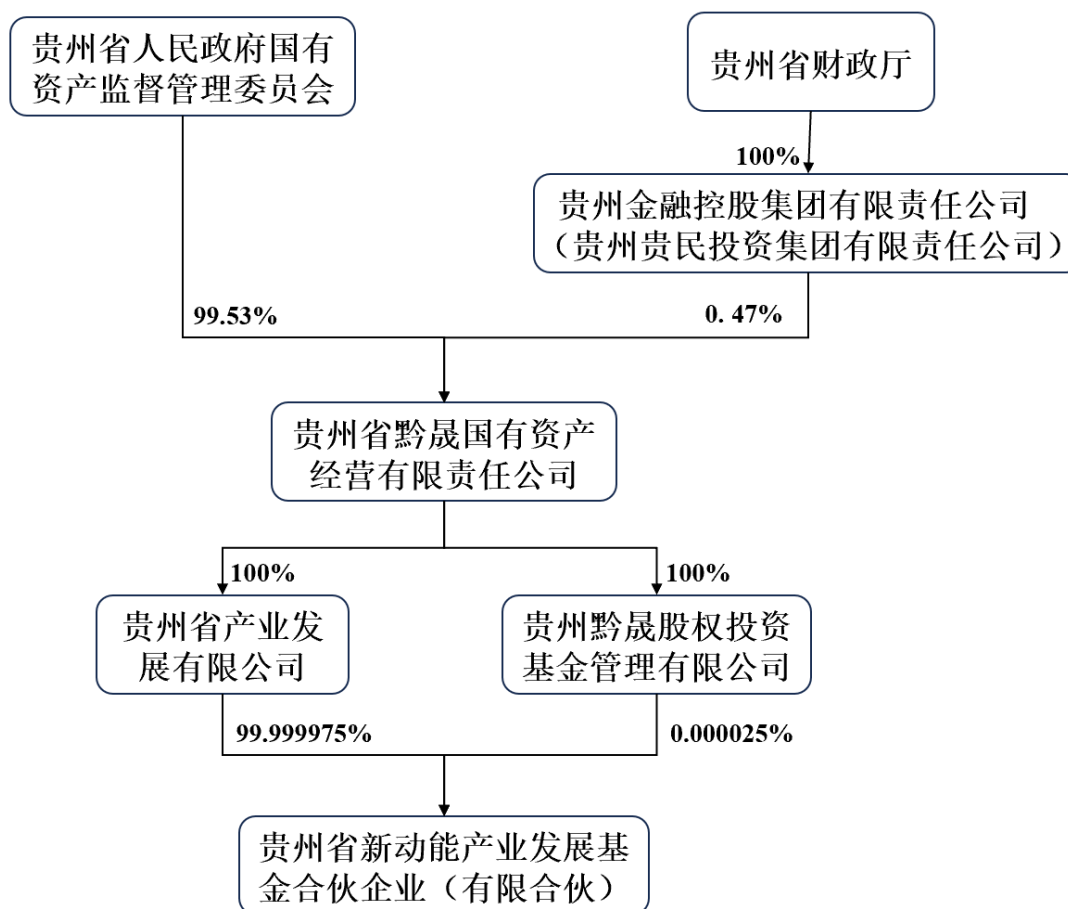 贵州省人民政府国有
资产监督管理委员会
贵州省财政厅
100%
贵州金融控股集团有限责任公司
（贵州贵民投资集团有限责任公司）
99.53%
0. 47%
贵州省黔晟国有资产
经营有限责任公司
100%
100%
贵州省产业发
展有限公司
贵州黔晟股权投资
基金管理有限公司
99.999975%
0.000025%
贵州省新动能产业发展基
金合伙企业（有限合伙）